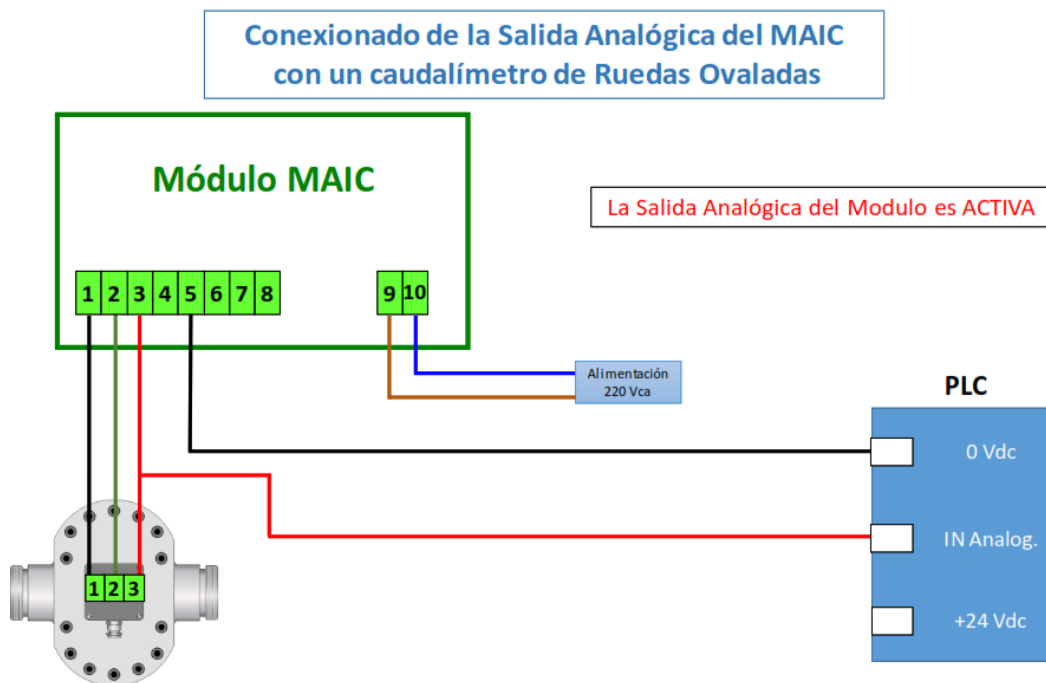 Conexionado de la Salida Analógica del MAIC
con un caudalímetro de Ruedas Ovaladas
Módulo MAIC
La Salida Analógica del Modulo es ACTIVA
1 2 3 4 5 6 7 8
9 10
Alimentación
220 Vca
PLC
0 Vdc
IN Analog.
+24 Vdc
1 2 3